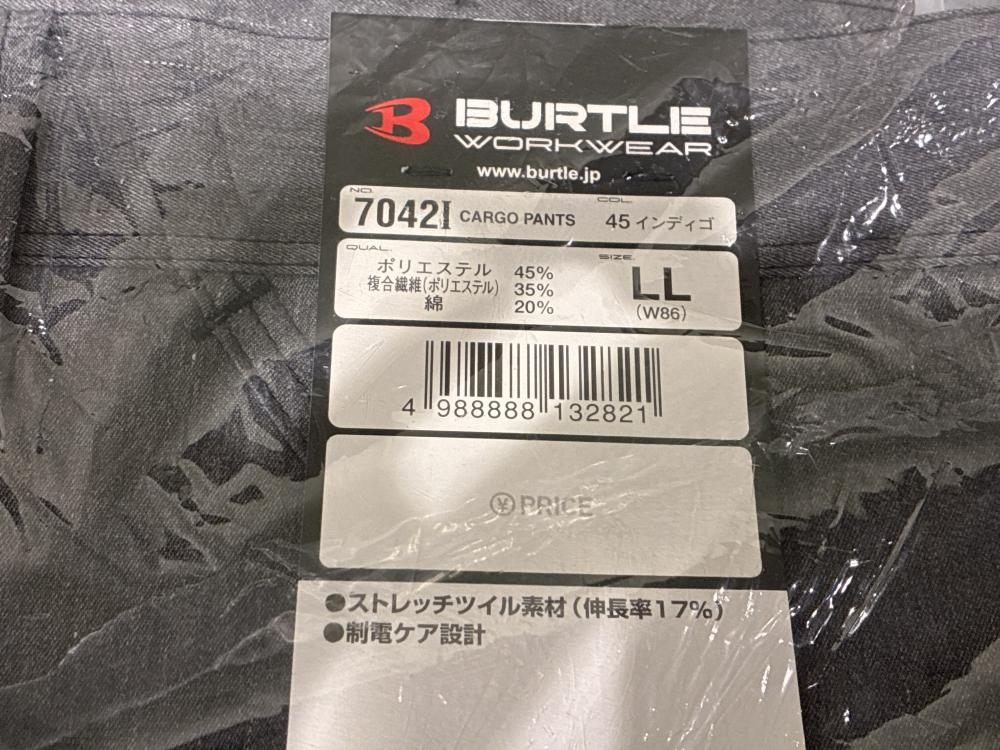 BURTLE
WORKWEAR
www.burtle.jp
NO.
COL.
7042I CARGO PANTS 45 インディゴ
QUAL.
SIZE.
ポリエステル 45%
複合繊維(ポリエステル) 35%
綿 20%
LL
(W86)
4 988888 132821
¥ PRICE
●ストレッチツイル素材(伸長率17%)
●制電ケア設計